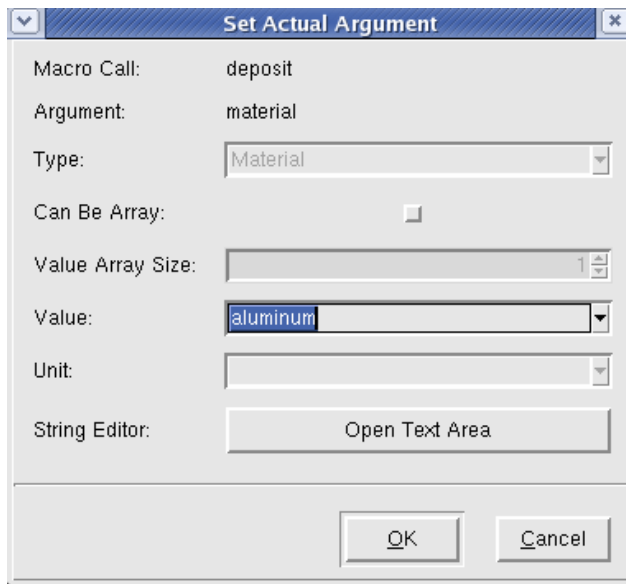 Set Actual Argument
Macro Call: deposit
Argument: material
Type: Material
Can Be Array:
Value Array Size: 1
Value: aluminum
Unit:
String Editor: Open Text Area
OK Cancel